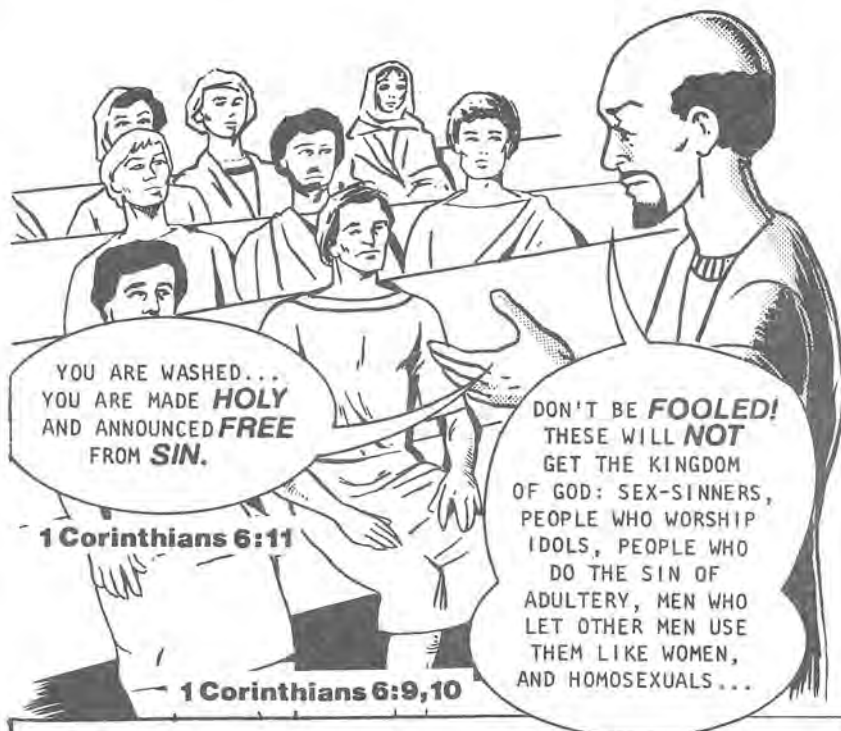 DON'T BE FOOLED!
THESE WILL NOT
GET THE KINGDOM
OF GOD: SEX-SINNERS,
PEOPLE WHO WORSHIP
IDOLS, PEOPLE WHO
DO THE SIN OF
ADULTERY, MEN WHO
LET OTHER MEN USE
THEM LIKE WOMEN,
AND HOMOSEXUALS...
1 Corinthians 6:9,10
YOU ARE WASHED...
YOU ARE MADE HOLY
AND ANNOUNCED FREE
FROM SIN.
1 Corinthians 6:11